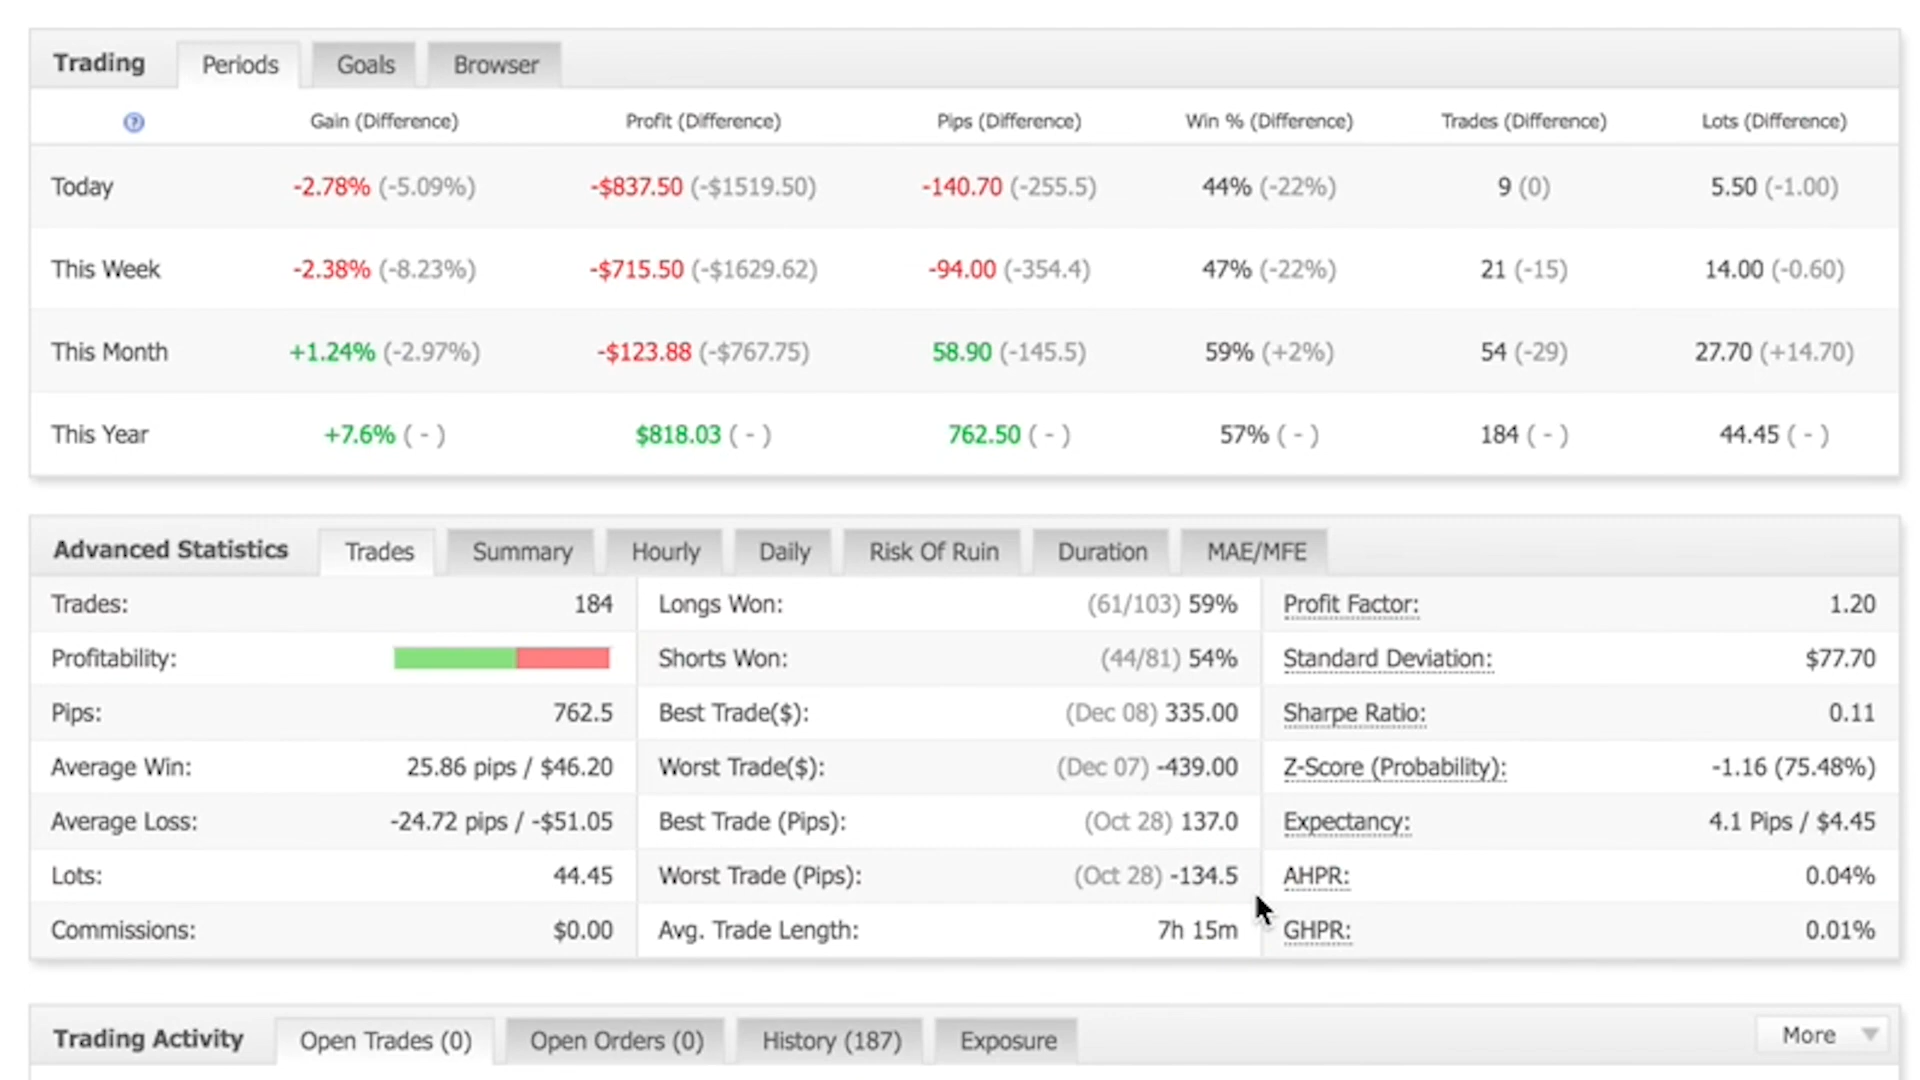 Trading Periods Goals Browser
Gain (Difference) Profit (Difference) Pips (Difference) Win % (Difference) Trades (Difference) Lots (Difference)
Today -2.78% (-5.09%) -$837.50 (-$1519.50) -140.70 (-255.5) 44% (-22%) 9 (0) 5.50 (-1.00)
This Week -2.38% (-8.23%) -$715.50 (-$1629.62) -94.00 (-354.4) 47% (-22%) 21 (-15) 14.00 (-0.60)
This Month +1.24% (-2.97%) -$123.88 (-$767.75) 58.90 (-145.5) 59% (+2%) 54 (-29) 27.70 (+14.70)
This Year +7.6% ( - ) $818.03 ( - ) 762.50 ( - ) 57% ( - ) 184 ( - ) 44.45 ( - )
Advanced Statistics Trades Summary Hourly Daily Risk Of Ruin Duration MAE/MFE
Trades: 184 Longs Won: (61/103) 59% Profit Factor: 1.20
Profitability: Shorts Won: (44/81) 54% Standard Deviation: $77.70
Pips: 762.5 Best Trade($): (Dec 08) 335.00 Sharpe Ratio: 0.11
Average Win: 25.86 pips / $46.20 Worst Trade($): (Dec 07) -439.00 Z-Score (Probability): -1.16 (75.48%)
Average Loss: -24.72 pips / -$51.05 Best Trade (Pips): (Oct 28) 137.0 Expectancy: 4.1 Pips / $4.45
Lots: 44.45 Worst Trade (Pips): (Oct 28) -134.5 AHPR: 0.04%
Commissions: $0.00 Avg. Trade Length: 7h 15m GHPR: 0.01%
Trading Activity Open Trades (0) Open Orders (0) History (187) Exposure More